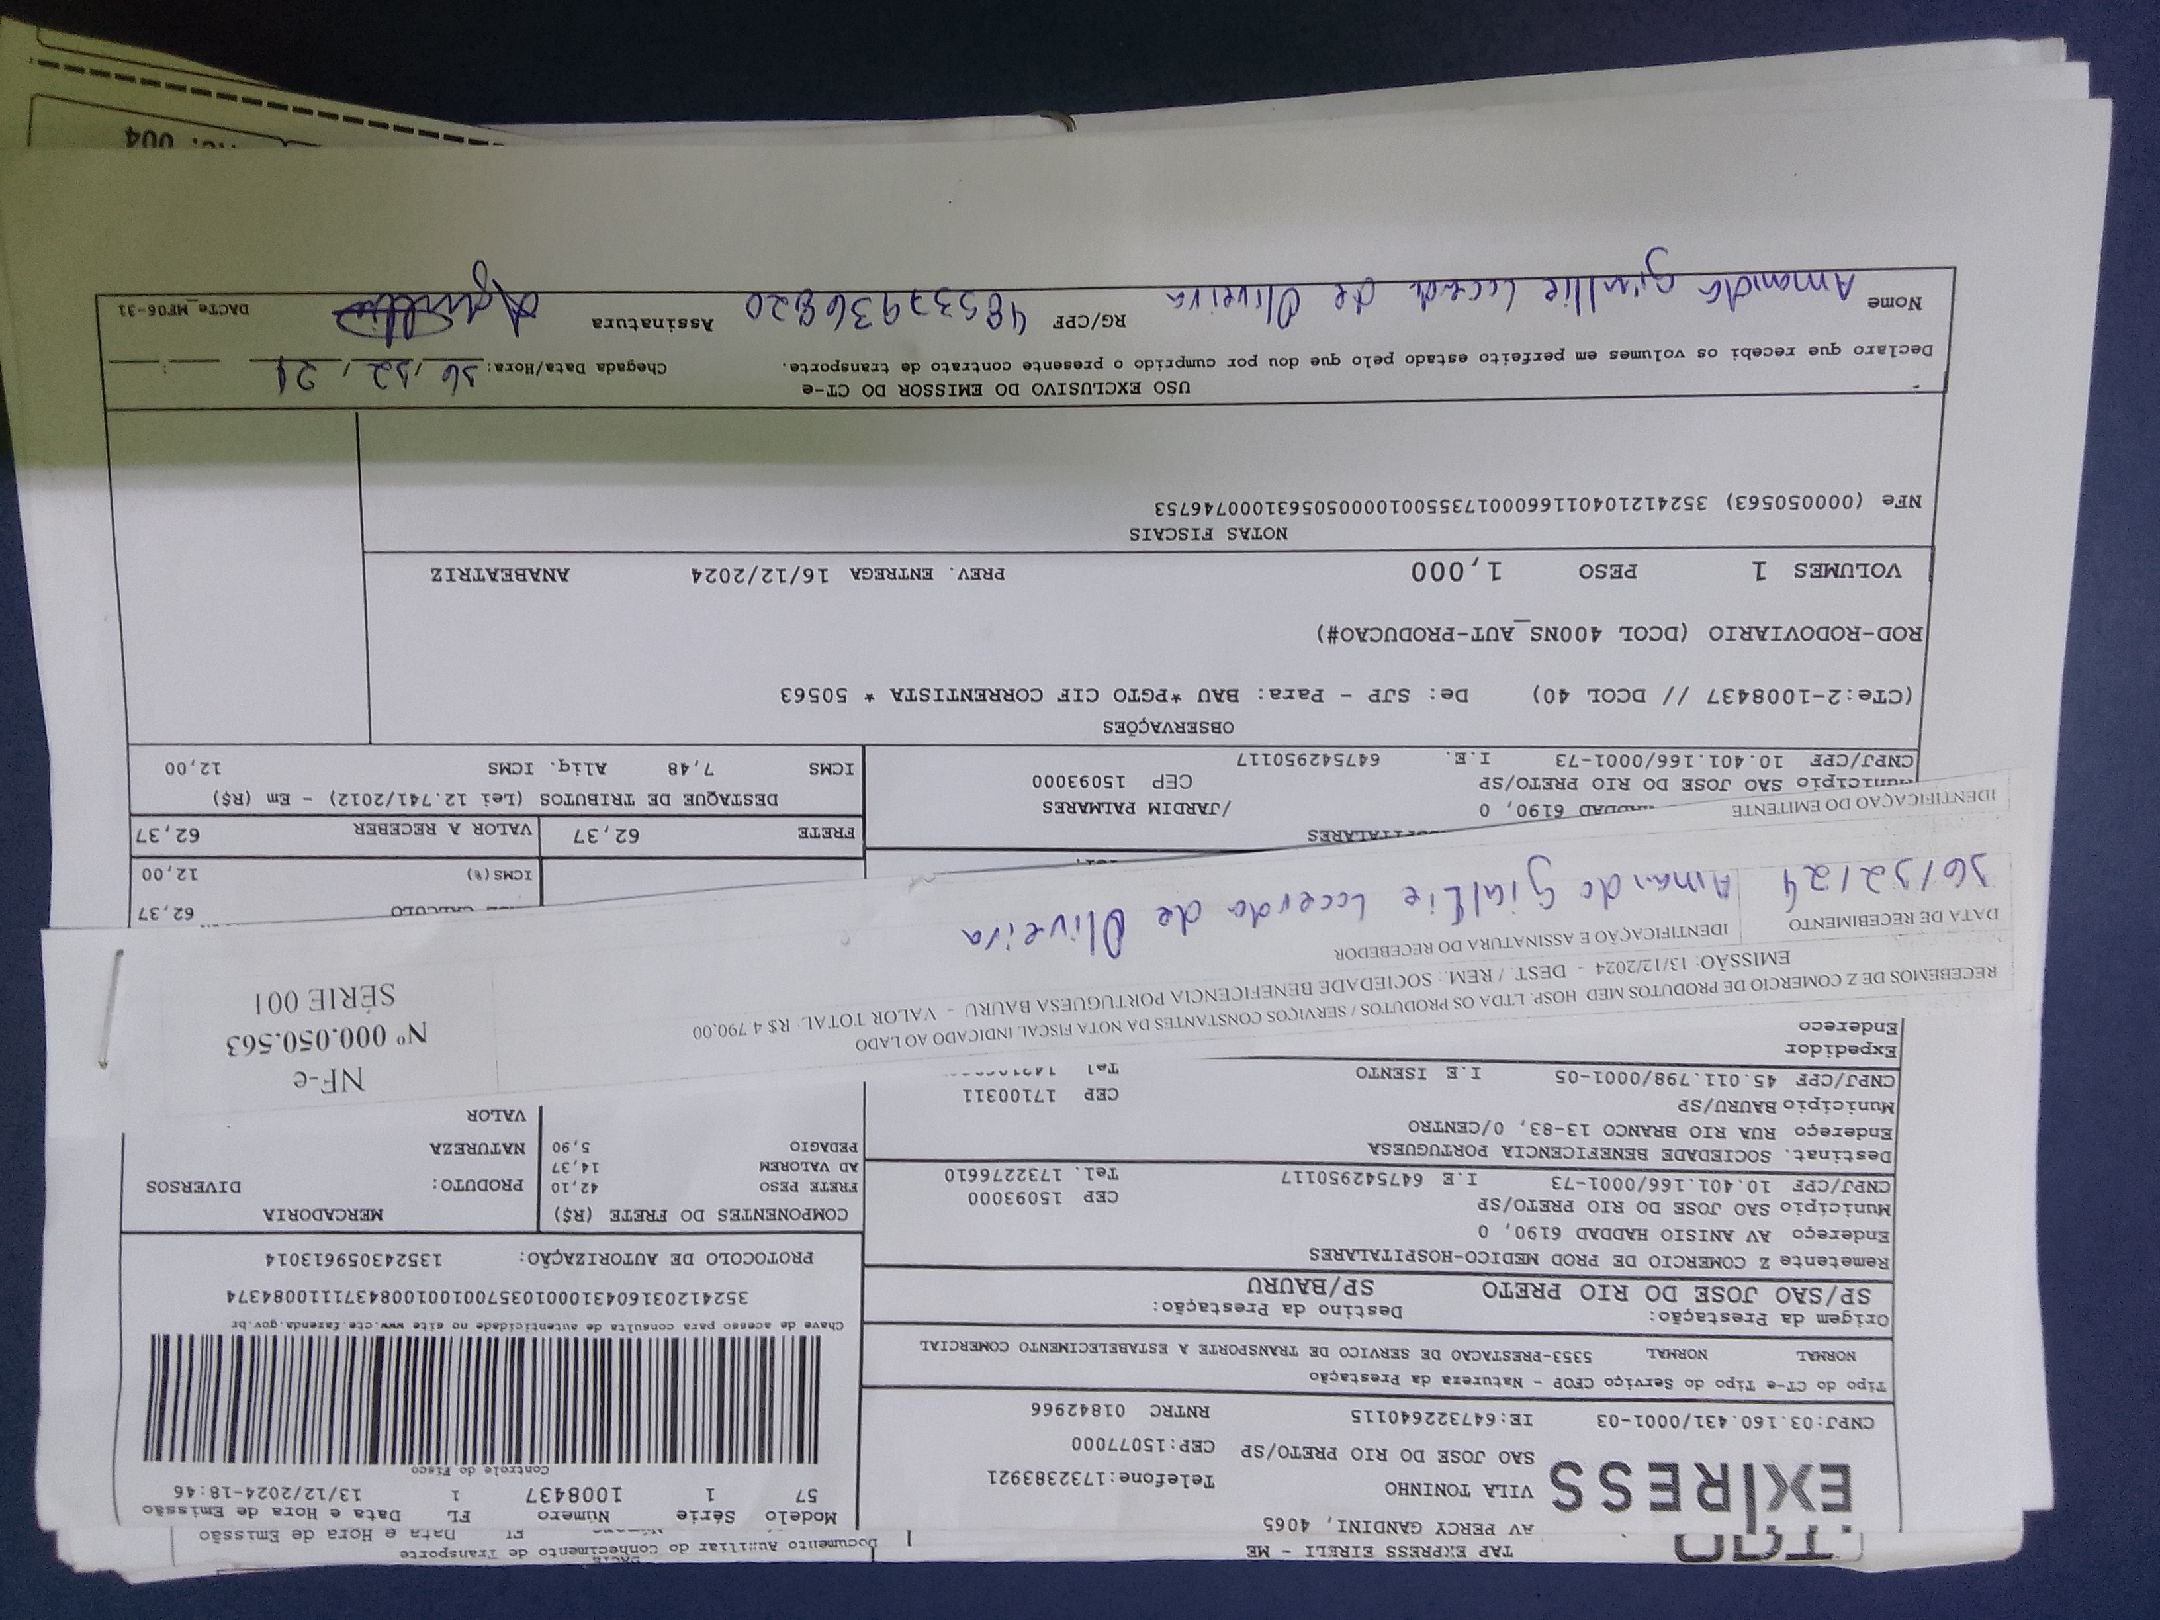 Documento Auxiliar do Conhecimento de Transporte
Data e Hora de Emissão
TAP EXPRESS EIRELI - ME
AV PERCY GANDINI, 4065
VILA TONINHO
Telefone:1732383921
SAO JOSE DO RIO PRETO/SP CEP:15077000
CNPJ:03.160.431/0001-03 IE:647322640115 RNTRC 01842966
tap
EXPRESS
Modelo Série Número FL Data e Hora de Emissão
57 1 1008437 1 13/12/2024-18:46
Controle do Fisco
Chave de acesso para consulta de autenticidade no site www.cte.fazenda.gov.br
35241203160431000103570010010084371110084374
PROTOCOLO DE AUTORIZAÇÃO: 135243059613014
Tipo do CT-e Tipo do Serviço CFOP - Natureza da Prestação
NORMAL NORMAL 5353-PRESTACAO DE SERVICO DE TRANSPORTE A ESTABELECIMENTO COMERCIAL
Origem da Prestação: Destino da Prestação:
SP/SAO JOSE DO RIO PRETO SP/BAURU
Remetente Z COMERCIO DE PROD MEDICO-HOSPITALARES
Endereço AV ANISIO HADDAD 6190, 0
Município SAO JOSE DO RIO PRETO/SP CEP 15093000
CNPJ/CPF 10.401.166/0001-73 I.E 647542950117 Tel. 1732276610
Destinat. SOCIEDADE BENEFICENCIA PORTUGUESA
Endereço RUA RIO BRANCO 13-83, 0/CENTRO
Município BAURU/SP CEP 17100311
CNPJ/CPF 45.011.798/0001-05 I.E ISENTO Tel
Expedidor
Endereco
COMPONENTES DO FRETE (R$) MERCADORIA
FRETE PESO 42,10 PRODUTO: DIVERSOS
AD VALOREM 14,37
PEDAGIO 5,90 NATUREZA
VALOR
RECEBEMOS DE Z COMERCIO DE PRODUTOS MED HOSP. LTDA OS PRODUTOS / SERVIÇOS CONSTANTES DA NOTA FISCAL INDICADO AO LADO
EMISSÃO: 13/12/2024 - DEST. / REM.: SOCIEDADE BENEFICENCIA PORTUGUESA BAURU - VALOR TOTAL: R$ 4.790,00
DATA DE RECEBIMENTO IDENTIFICAÇÃO E ASSINATURA DO RECEBEDOR
16/12/24 Amanda Giullie Lacerda de Oliveira
NF-e
Nº 000.050.563
SÉRIE 001
IDENTIFICAÇÃO DO EMITENTE
CALCULO 62,37
ICMS(%) 12,00
FRETE 62,37 VALOR A RECEBER 62,37
DESTAQUE DE TRIBUTOS (Lei 12.741/2012) - Em (R$)
ICMS 7,48 Aliq. ICMS 12,00
HADDAD 6190, 0 /JARDIM PALMARES
Município SAO JOSE DO RIO PRETO/SP CEP 15093000
CNPJ/CPF 10.401.166/0001-73 I.E. 647542950117
OBSERVAÇÕES
(CTe:2-1008437 // DCOL 40) De: SJP - Para: BAU *PGTO CIF CORRENTISTA * 50563
ROD-RODOVIARIO (DCOL 400NS_AUT-PRODUCAO#)
VOLUMES 1 PESO 1,000 PREV. ENTREGA 16/12/2024 ANABEATRIZ
NOTAS FISCAIS
NFe (000050563) 35241210401166000173550010000505631000746753
USO EXCLUSIVO DO EMISSOR DO CT-e
Declaro que recebi os volumes em perfeito estado pelo que dou por cumprido o presente contrato de transporte. Chegada Data/Hora: 16, 12, 24 :
Nome Amanda Giullie Lacerda de Oliveira RG/CPF 48537936820 Assinatura
DACTe_MF06-31
004